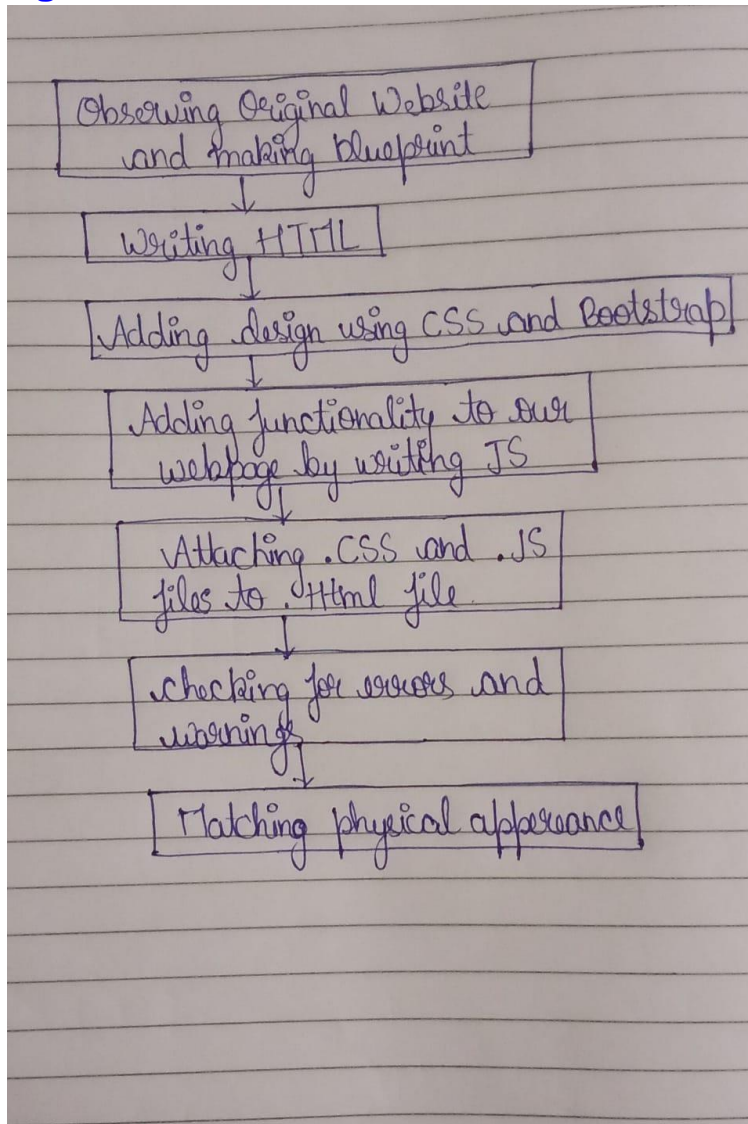 Observing Original Website
and making blueprint
Writing HTML
Adding design using CSS and Bootstrap
Adding functionality to our
webpage by writing JS
Attaching .CSS and .JS
files to .Html file
checking for errors and
warnings
Matching physical apperance